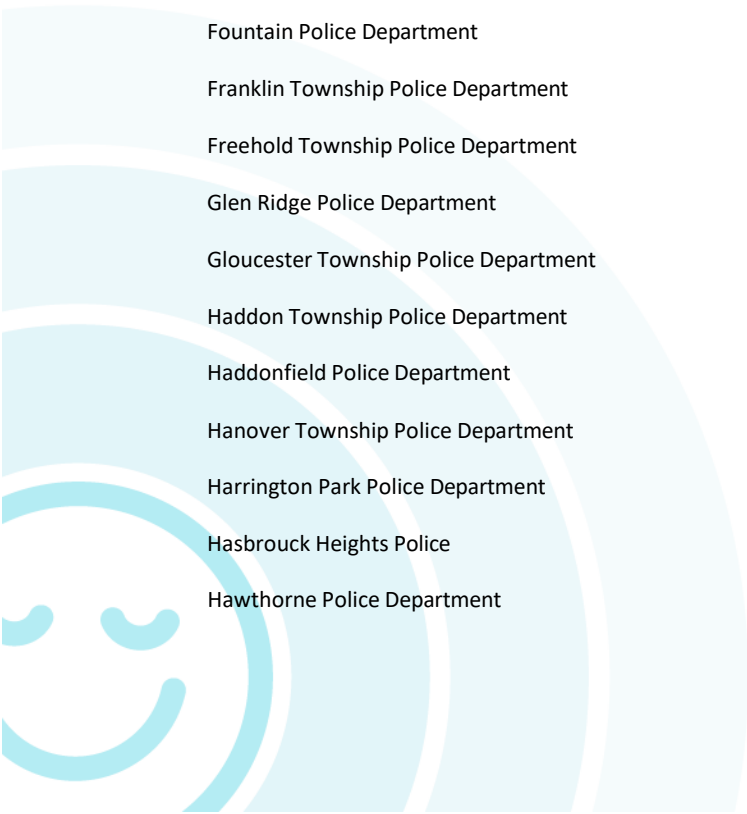 Fountain Police Department
Franklin Township Police Department
Freehold Township Police Department
Glen Ridge Police Department
Gloucester Township Police Department
Haddon Township Police Department
Haddonfield Police Department
Hanover Township Police Department
Harrington Park Police Department
Hasbrouck Heights Police
Hawthorne Police Department